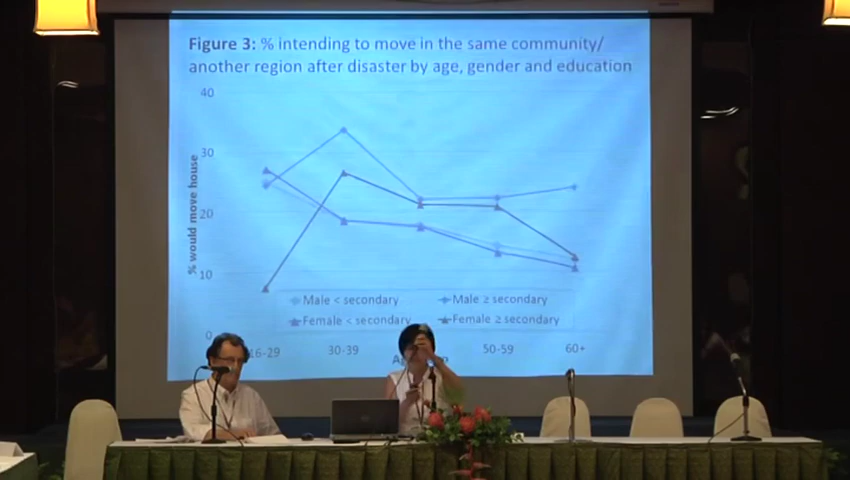 Figure 3: % intending to move in the same community/
another region after disaster by age, gender and education
40
30
20
10
0
% would move house
Male < secondary
Male ≥ secondary
Female < secondary
Female ≥ secondary
16-29
30-39
50-59
60+